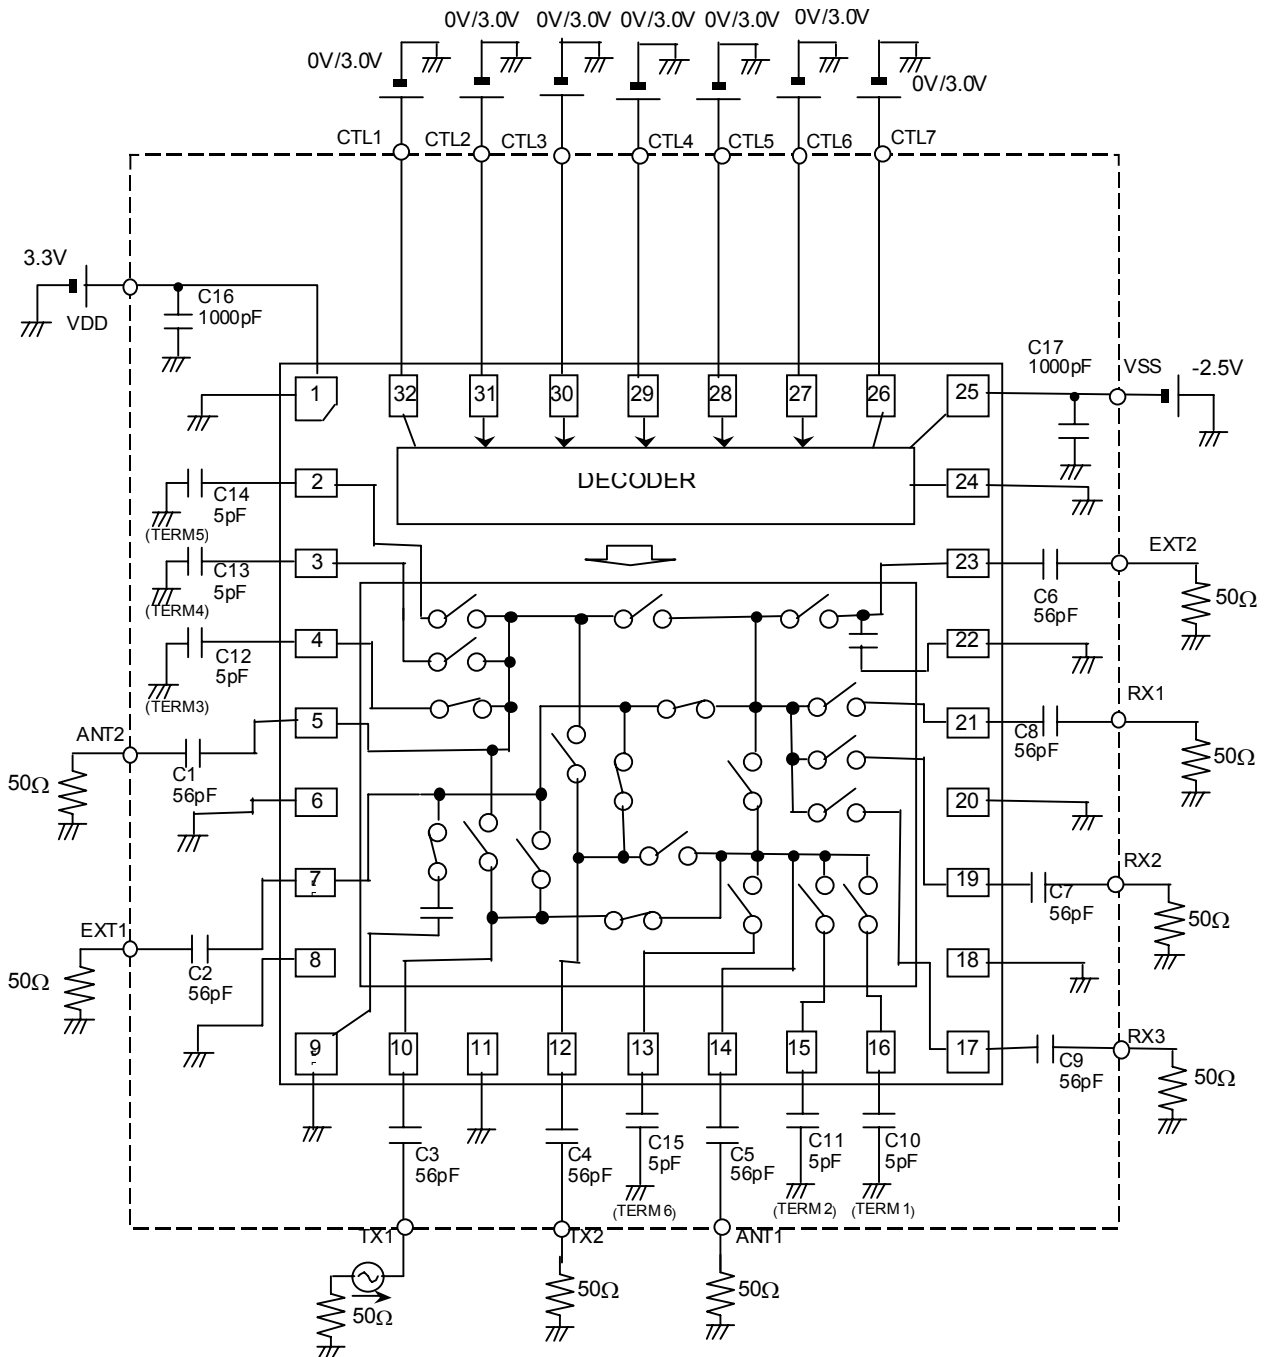 0V/3.0V 0V/3.0V 0V/3.0V 0V/3.0V 0V/3.0V
0V/3.0V
0V/3.0V
CTL1
CTL2
CTL3
CTL4
CTL5
CTL6
CTL7
3.3V
VDD
C16
1000pF
C17
1000pF
VSS
-2.5V
1
32
31
30
29
28
27
26
25
DECODER
2
C14
5pF
(TERM5)
24
3
C13
5pF
(TERM4)
23
EXT2
C6
56pF
50Ω
4
C12
5pF
(TERM3)
22
5
ANT2
C1
56pF
50Ω
21
RX1
C8
56pF
50Ω
6
20
7
EXT1
C2
56pF
50Ω
19
RX2
C7
56pF
50Ω
8
18
9
10
11
12
13
14
15
16
17
RX3
C9
56pF
50Ω
C3
56pF
C4
56pF
C15
5pF
(TERM6)
C5
56pF
C11
5pF
(TERM2)
C10
5pF
(TERM1)
TX1
TX2
ANT1
50Ω
50Ω
50Ω